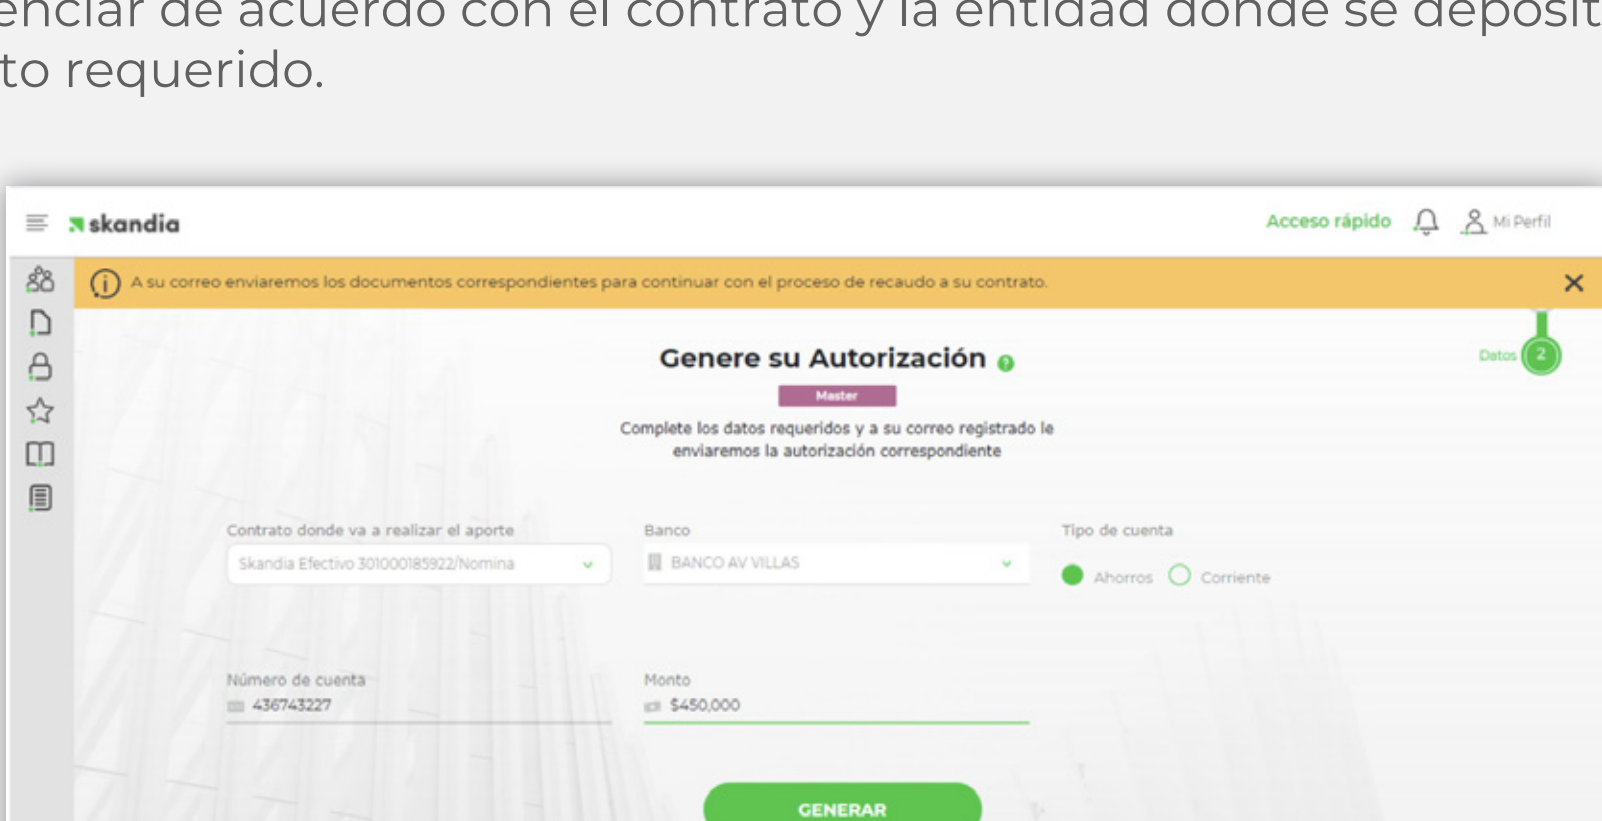 enciar de acuerdo con el contrato y la entidad donde se deposit
to requerido.
skandia
Acceso rápido
Mi Perfil
A su correo enviaremos los documentos correspondientes para continuar con el proceso de recaudo a su contrato.
Genere su Autorización ?
Datos 2
Master
Complete los datos requeridos y a su correo registrado le
enviaremos la autorización correspondiente
Contrato donde va a realizar el aporte
Skandia Efectivo 301000185922/Nomina
Banco
BANCO AV VILLAS
Tipo de cuenta
Ahorros
Corriente
Número de cuenta
436743227
Monto
$450,000
GENERAR